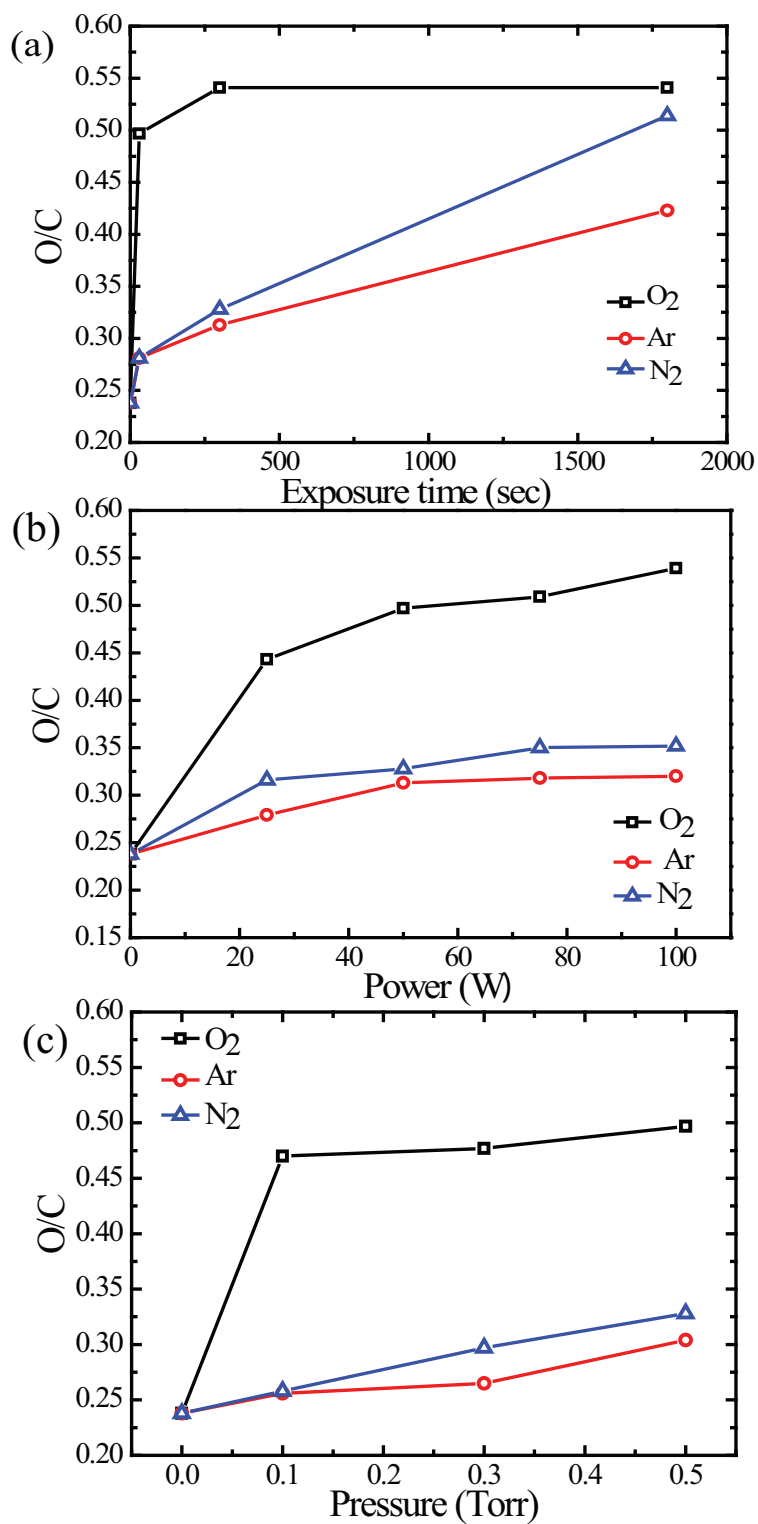 (a)
0.60
0.55
0.50
0.45
0.40
0.35
0.30
0.25
0.20
O/C
O2
Ar
N2
0 500 1000 1500 2000
Exposure time (sec)
(b)
0.60
0.55
0.50
0.45
0.40
0.35
0.30
0.25
0.20
0.15
O/C
O2
Ar
N2
0 20 40 60 80 100
Power (W)
(c)
0.60
0.55
0.50
0.45
0.40
0.35
0.30
0.25
0.20
O/C
O2
Ar
N2
0.0 0.1 0.2 0.3 0.4 0.5
Pressure (Torr)